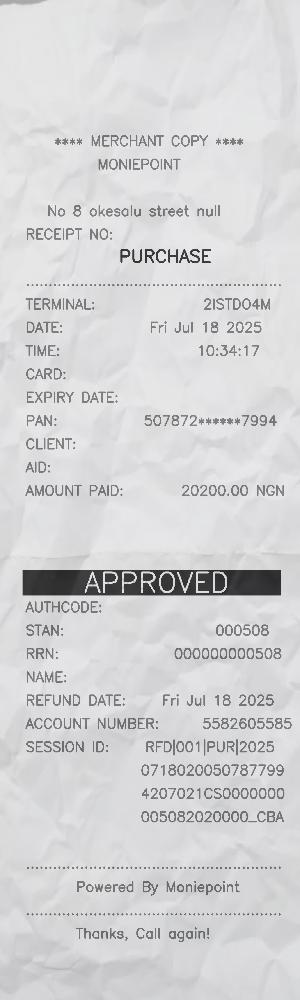 **** MERCHANT COPY ****
MONIEPOINT
No 8 okesalu street null
RECEIPT NO:
PURCHASE
TERMINAL: 2ISTDO4M
DATE: Fri Jul 18 2025
TIME: 10:34:17
CARD:
EXPIRY DATE:
PAN: 507872******7994
CLIENT:
AID:
AMOUNT PAID: 20200.00 NGN
APPROVED
AUTHCODE:
STAN: 000508
RRN: 000000000508
NAME:
REFUND DATE: Fri Jul 18 2025
ACCOUNT NUMBER: 5582605585
SESSION ID: RFD|001|PUR|2025
0718020050787799
4207021CS0000000
005082020000_CBA
Powered By Moniepoint
Thanks, Call again!